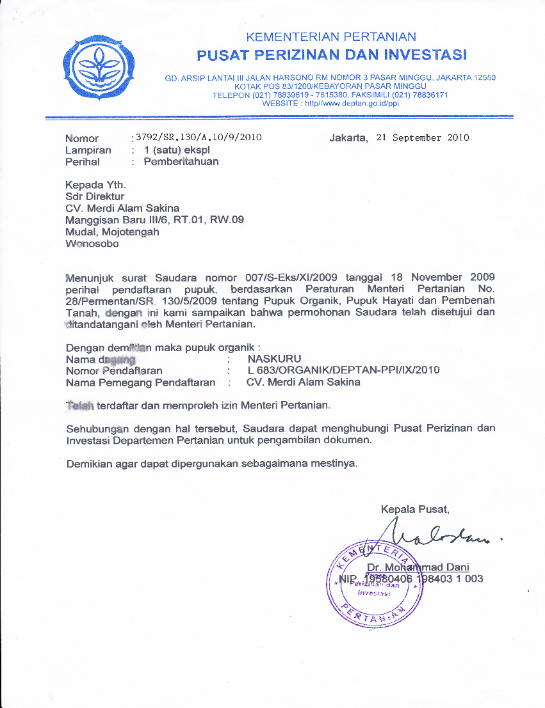 KEMENTERIAN PERTANIAN
PUSAT PERIZINAN DAN INVESTASI
GD. ARSIP LANTAI III JALAN HARSONO RM NOMOR 3 PASAR MINGGU, JAKARTA 12550
KOTAK POS 83/1200/KEBAYORAN PASAR MINGGU
TELEPON (021) 78839619 - 7815380, FAKSIMILI (021) 78836171
WEBSITE : http//www.deptan.go.id/ppi
Nomor : 3792/SR.130/A.10/9/2010 Jakarta, 21 September 2010
Lampiran : 1 (satu) ekspl
Perihal : Pemberitahuan
Kepada Yth.
Sdr Direktur
CV. Merdi Alam Sakina
Manggisan Baru III/6, RT.01, RW.09
Mudal, Mojotengah
Wonosobo
Menunjuk surat Saudara nomor 007/S-Eks/XI/2009 tanggal 18 November 2009
perihal pendaftaran pupuk, berdasarkan Peraturan Menteri Pertanian No.
28/Permentan/SR. 130/5/2009 tentang Pupuk Organik, Pupuk Hayati dan Pembenah
Tanah, dengan ini kami sampaikan bahwa permohonan Saudara telah disetujui dan
ditandatangani oleh Menteri Pertanian.
Dengan demikian maka pupuk organik :
Nama dagang : NASKURU
Nomor Pendaftaran : L 683/ORGANIK/DEPTAN-PPI/IX/2010
Nama Pemegang Pendaftaran : CV. Merdi Alam Sakina
Telah terdaftar dan memproleh izin Menteri Pertanian.
Sehubungan dengan hal tersebut, Saudara dapat menghubungi Pusat Perizinan dan
Investasi Departemen Pertanian untuk pengambilan dokumen.
Demikian agar dapat dipergunakan sebagaimana mestinya.
Kepala Pusat,
Dr. Mohammad Dani
NIP. 19580406 198403 1 003
KEMENTERIAN
Perizinan dan
Investasi
PERTANIAN